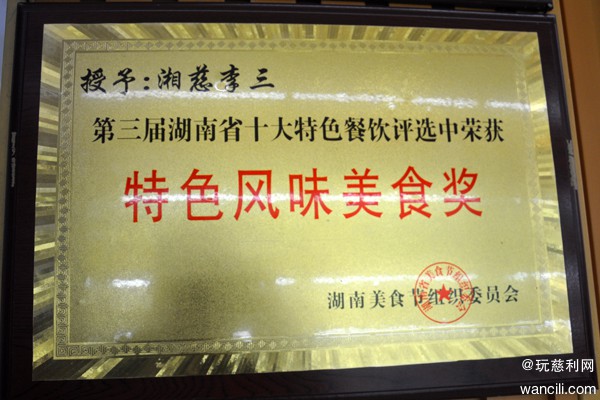 授予：湘慈李三
第三届湖南省十大特色餐饮评选中荣获
特色风味美食奖
湖南美食节组织委员会
@玩慈利网
wancili.com